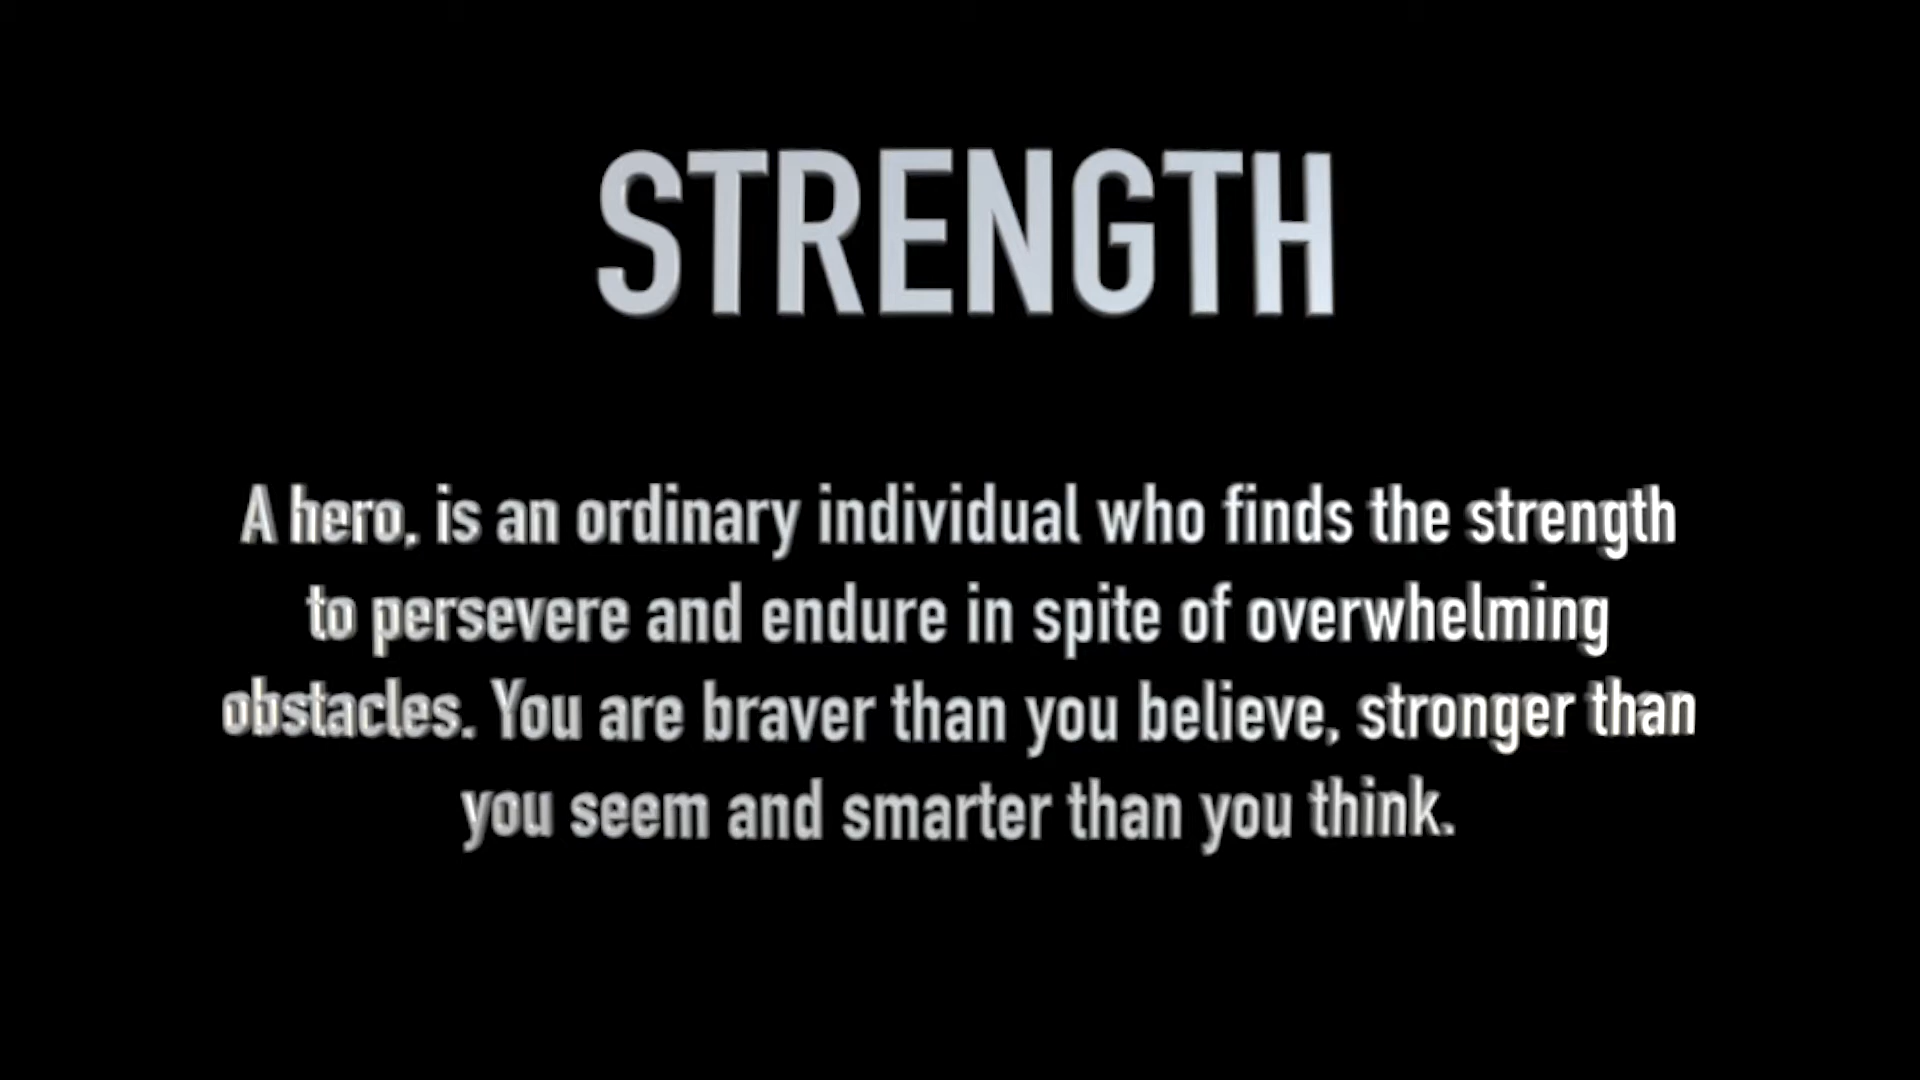 STRENGTH
A hero, is an ordinary individual who finds the strength
to persevere and endure in spite of overwhelming
obstacles. You are braver than you believe, stronger than
you seem and smarter than you think.